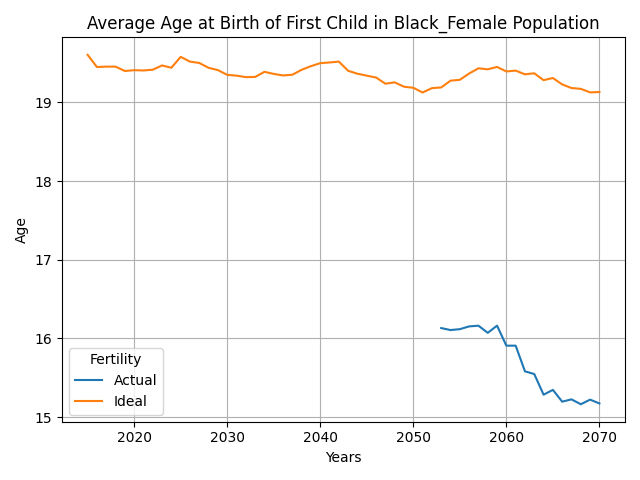 Average Age at Birth of First Child in Black_Female Population
Age
19
18
17
16
15
Fertility
Actual
Ideal
2020 2030 2040 2050 2060 2070
Years